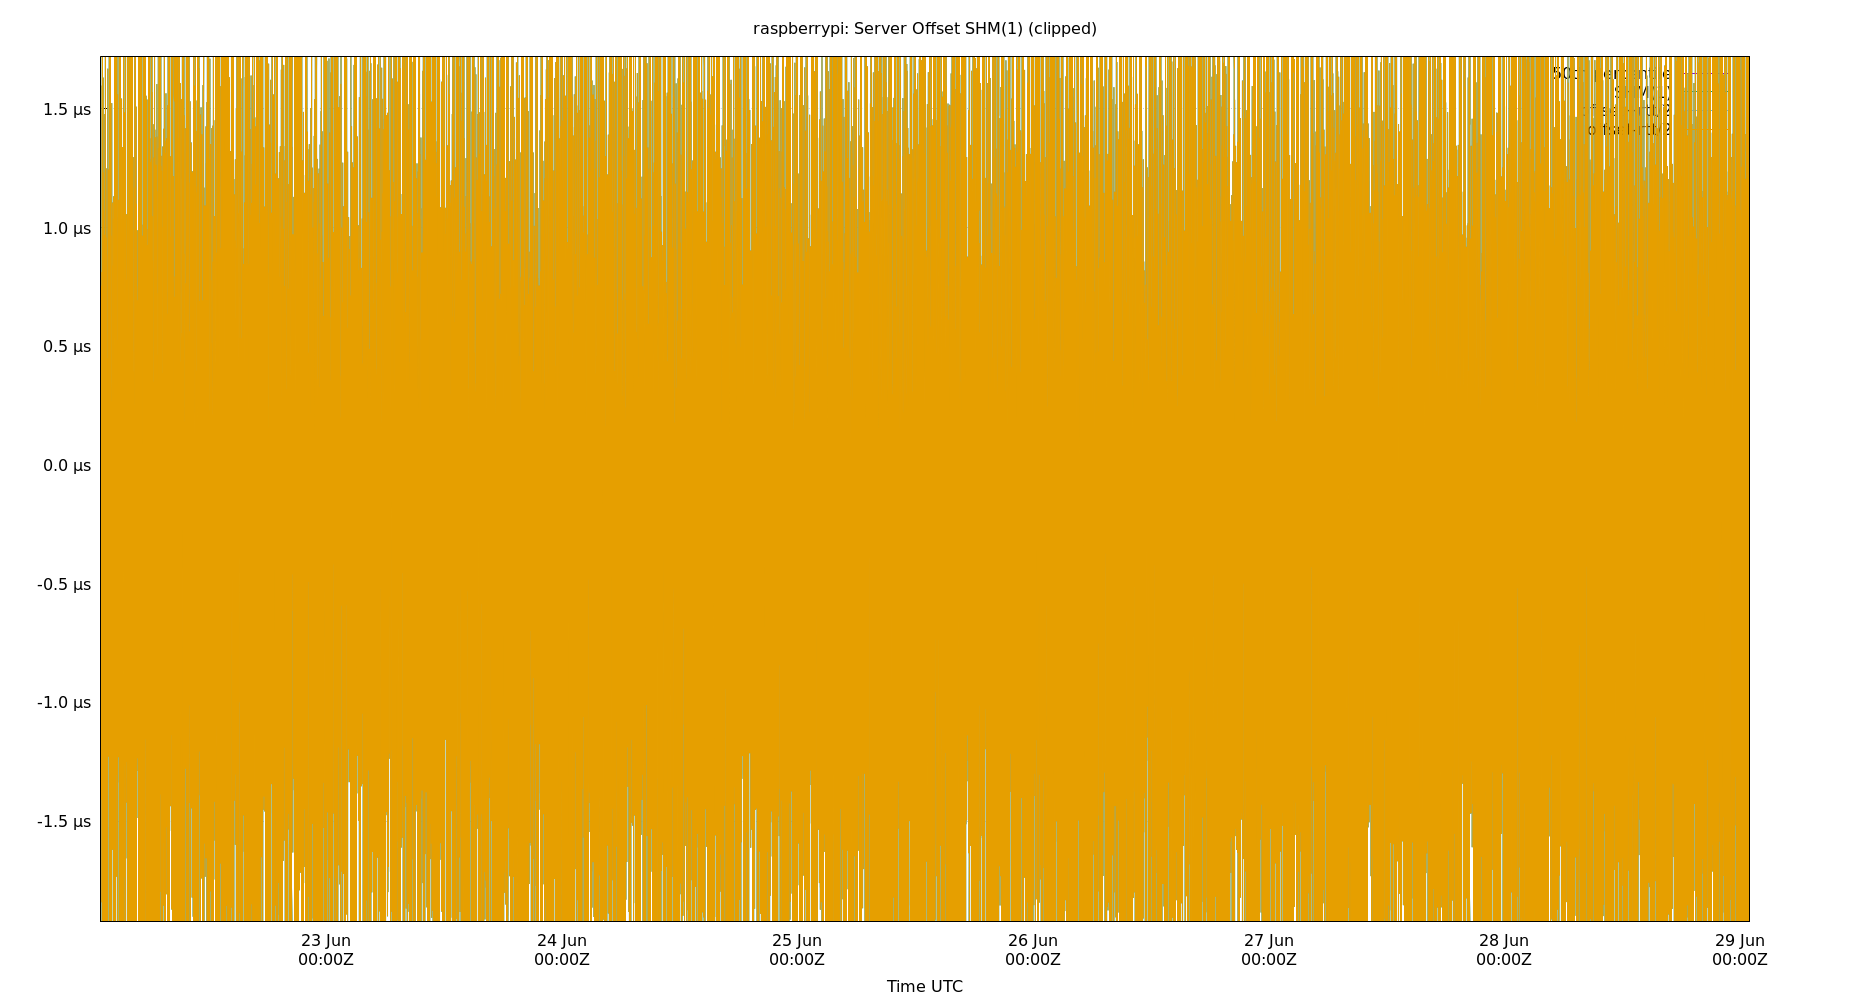 raspberrypi: Server Offset SHM(1) (clipped)
1.5 µs
1.0 µs
0.5 µs
0.0 µs
-0.5 µs
-1.0 µs
-1.5 µs
23 Jun
00:00Z
24 Jun
00:00Z
25 Jun
00:00Z
26 Jun
00:00Z
27 Jun
00:00Z
28 Jun
00:00Z
29 Jun
00:00Z
Time UTC